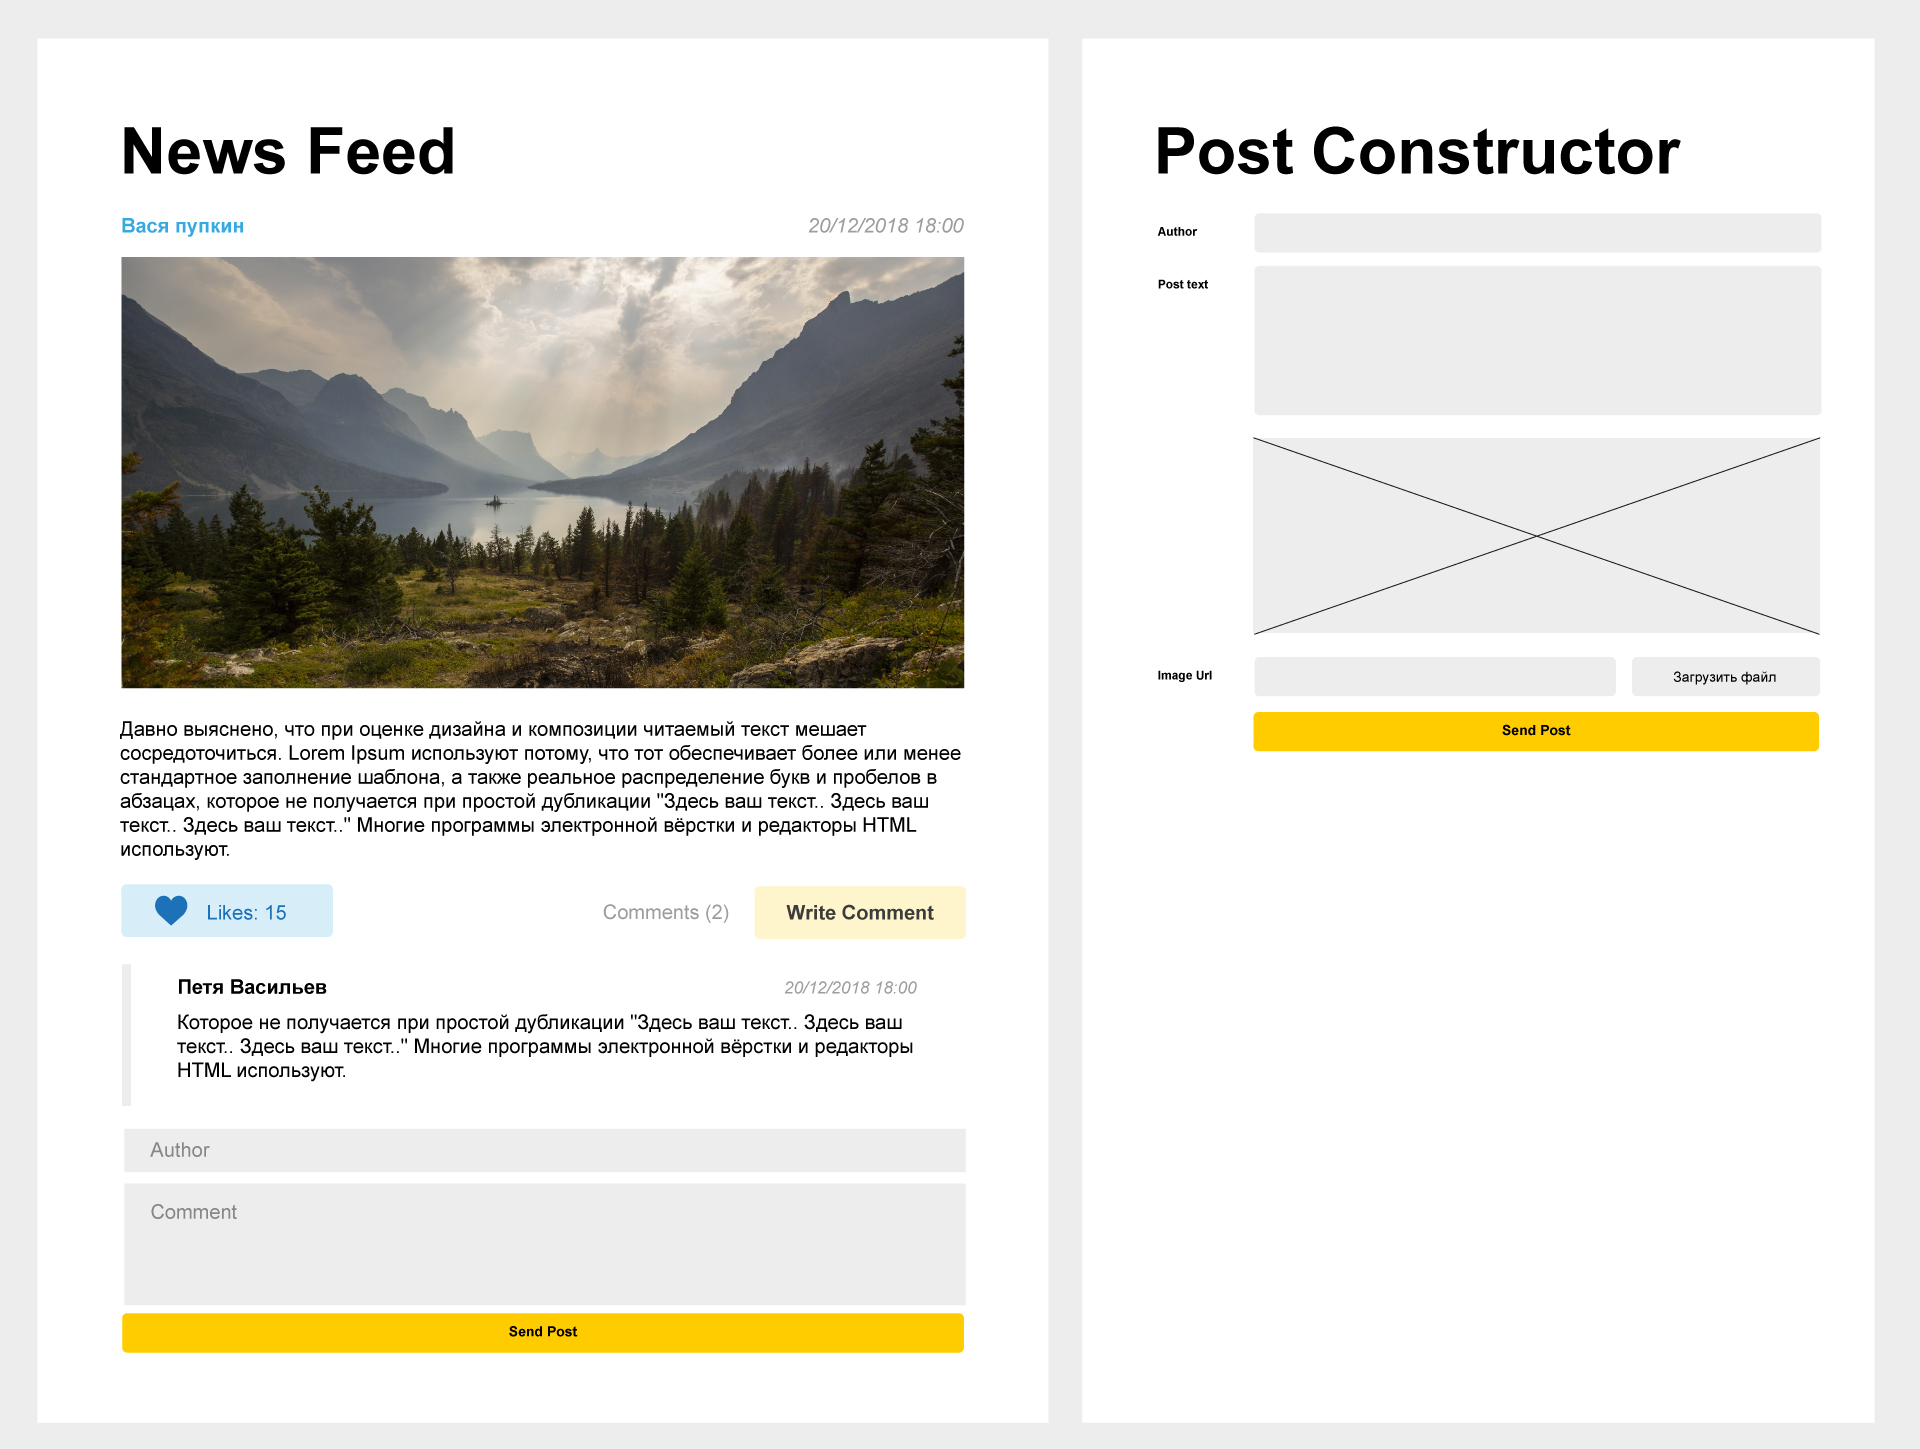 News Feed
Вася пупкин
20/12/2018 18:00
Давно выяснено, что при оценке дизайна и композиции читаемый текст мешает
сосредоточиться. Lorem Ipsum используют потому, что тот обеспечивает более или менее
стандартное заполнение шаблона, а также реальное распределение букв и пробелов в
абзацах, которое не получается при простой дубликации "Здесь ваш текст.. Здесь ваш
текст.. Здесь ваш текст.." Многие программы электронной вёрстки и редакторы HTML
используют.
Likes: 15
Comments (2)
Write Comment
Петя Васильев
20/12/2018 18:00
Которое не получается при простой дубликации "Здесь ваш текст.. Здесь ваш
текст.. Здесь ваш текст.." Многие программы электронной вёрстки и редакторы
HTML используют.
Author
Comment
Send Post
Post Constructor
Author
Post text
Image Url
Загрузить файл
Send Post